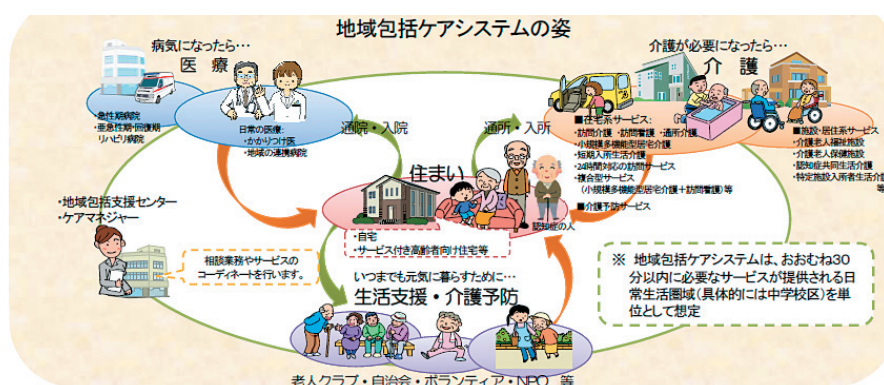 地域包括ケアシステムの姿
病気になったら…
医 療
・急性期病院
・亜急性期・回復期
リハビリ病院
日常の医療:
・かかりつけ医
・地域の連携病院
通院・入院
通所・入所
介護が必要になったら…
介 護
■在宅系サービス:
・訪問介護 ・訪問看護 ・通所介護
・小規模多機能型居宅介護
・短期入所生活介護
・24時間対応の訪問サービス
・複合型サービス
(小規模多機能型居宅介護+訪問看護)等
■介護予防サービス
■施設・居住系サービス
・介護老人福祉施設
・介護老人保健施設
・認知症共同生活介護
・特定施設入所者生活介護
等
住まい
認知症の人
・自宅
・サービス付き高齢者向け住宅等
・地域包括支援センター
・ケアマネジャー
相談業務やサービスの
コーディネートを行います。
いつまでも元気に暮らすために…
生活支援・介護予防
老人クラブ・自治会・ボランティア・NPO 等
※ 地域包括ケアシステムは、おおむね30
分以内に必要なサービスが提供される日
常生活圏域(具体的には中学校区)を単
位として想定